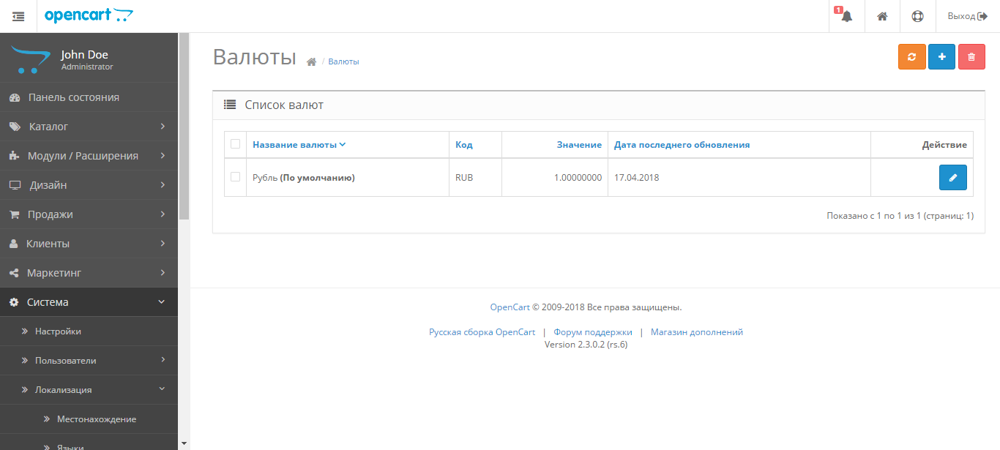 opencart
1
Выход
John Doe
Administrator
Панель состояния
Каталог
Модули / Расширения
Дизайн
Продажи
Клиенты
Маркетинг
Система
Настройки
Пользователи
Локализация
Местонахождение
Языки
Валюты / Валюты
Список валют
Название валюты Код Значение Дата последнего обновления Действие
Рубль (По умолчанию) RUB 1.00000000 17.04.2018
Показано с 1 по 1 из 1 (страниц: 1)
OpenCart © 2009-2018 Все права защищены.
Русская сборка OpenCart | Форум поддержки | Магазин дополнений
Version 2.3.0.2 (rs.6)